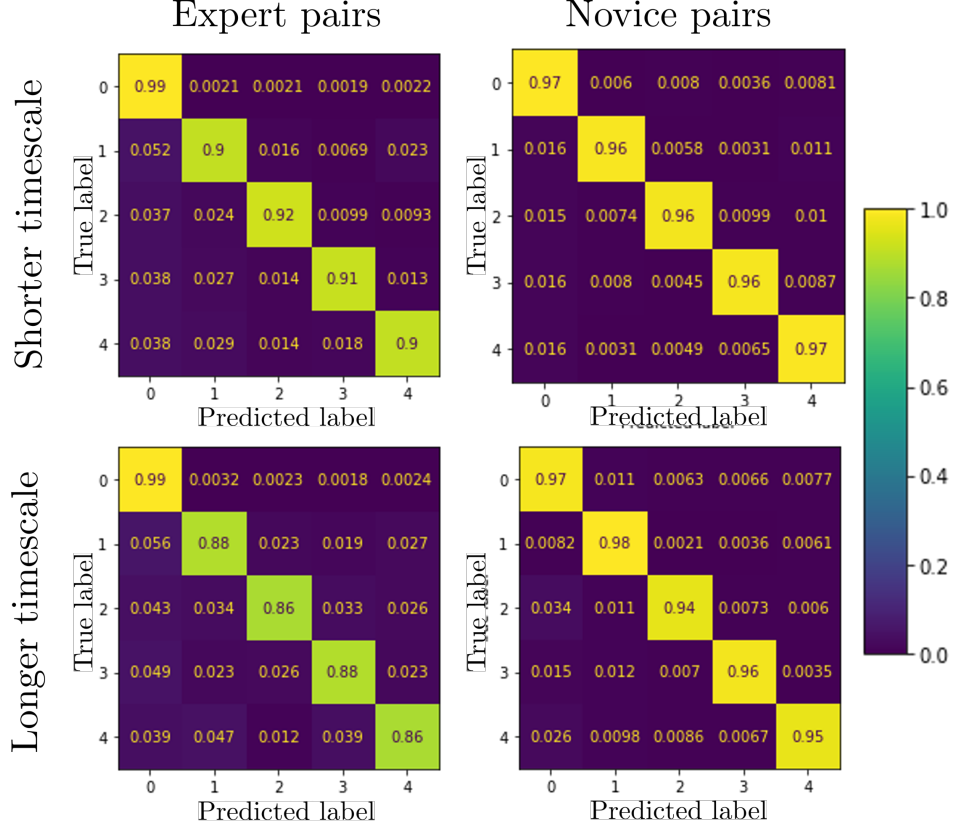 Expert pairs
Novice pairs
Shorter timescale
True label
0 0.99 0.0021 0.0021 0.0019 0.0022
1 0.052 0.9 0.016 0.0069 0.023
2 0.037 0.024 0.92 0.0099 0.0093
3 0.038 0.027 0.014 0.91 0.013
4 0.038 0.029 0.014 0.018 0.9
0 1 2 3 4
Predicted label
True label
0 0.97 0.006 0.008 0.0036 0.0081
1 0.016 0.96 0.0058 0.0031 0.011
2 0.015 0.0074 0.96 0.0099 0.01
3 0.016 0.008 0.0045 0.96 0.0087
4 0.016 0.0031 0.0049 0.0065 0.97
0 1 2 3 4
Predicted label
Longer timescale
True label
0 0.99 0.0032 0.0023 0.0018 0.0024
1 0.056 0.88 0.023 0.019 0.027
2 0.043 0.034 0.86 0.033 0.026
3 0.049 0.023 0.026 0.88 0.023
4 0.039 0.047 0.012 0.039 0.86
0 1 2 3 4
Predicted label
True label
0 0.97 0.011 0.0063 0.0066 0.0077
1 0.0082 0.98 0.0021 0.0036 0.0061
2 0.034 0.011 0.94 0.0073 0.006
3 0.015 0.012 0.007 0.96 0.0035
4 0.026 0.0098 0.0086 0.0067 0.95
0 1 2 3 4
Predicted label
1.0
0.8
0.6
0.4
0.2
0.0